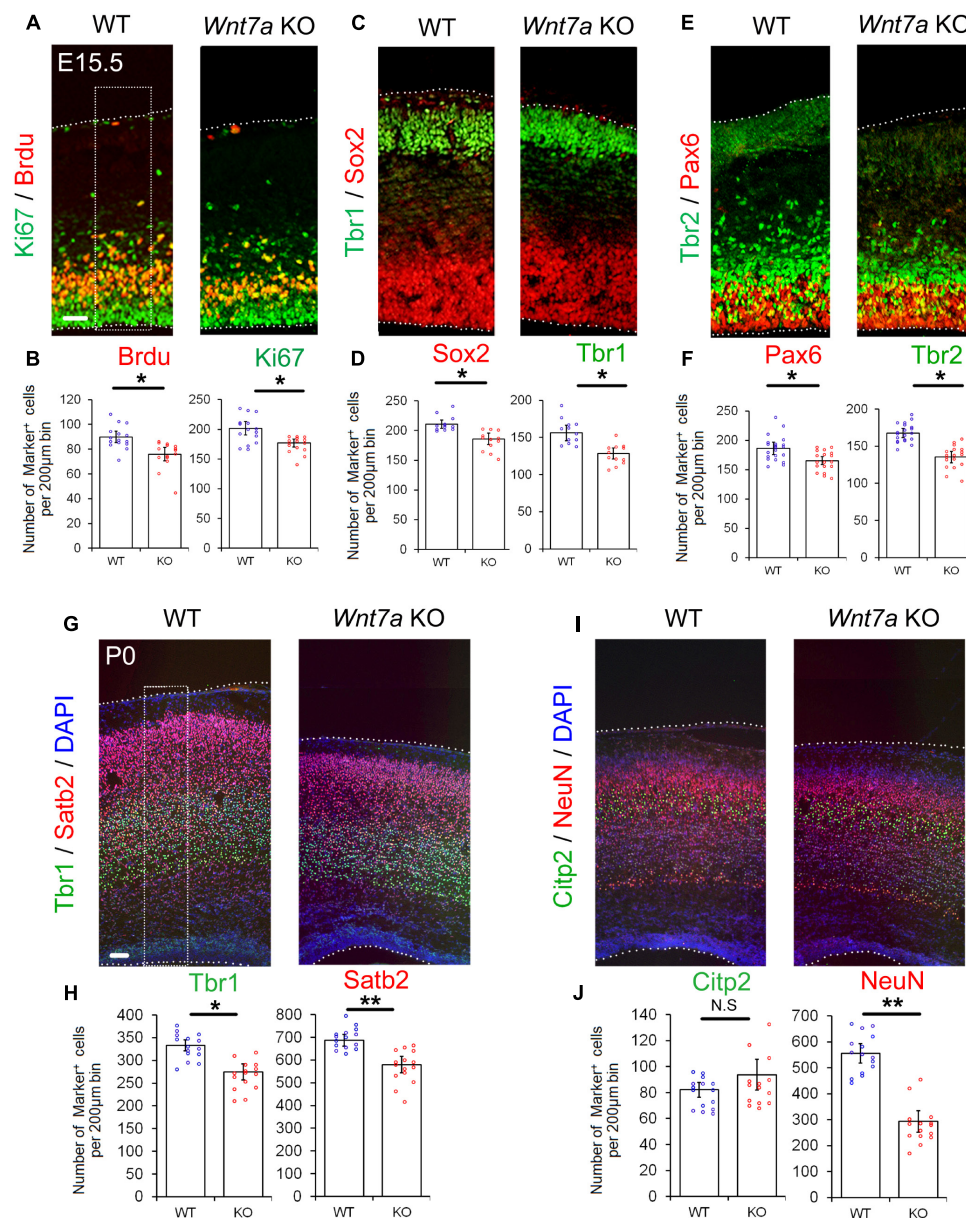 A WT Wnt7a KO
E15.5
Ki67 / Brdu
C WT Wnt7a KO
Tbr1 / Sox2
E WT Wnt7a KO
Tbr2 / Pax6
B Brdu Ki67
* *
Number of Marker+ cells
per 200µm bin
120
100
80
60
40
20
0
WT KO
250
200
150
100
50
0
WT KO
D Sox2 Tbr1
* *
Number of Marker+ cells
per 200µm bin
250
200
150
100
50
0
WT KO
200
150
100
50
0
WT KO
F Pax6 Tbr2
* *
Number of Marker+ cells
per 200µm bin
250
200
150
100
50
0
WT KO
200
150
100
50
0
WT KO
G WT Wnt7a KO
P0
Tbr1 / Satb2 / DAPI
I WT Wnt7a KO
Citp2 / NeuN / DAPI
H Tbr1 Satb2
* **
Number of Marker+ cells
per 200µm bin
400
350
300
250
200
150
100
50
0
WT KO
800
700
600
500
400
300
200
100
0
WT KO
J Citp2 NeuN
N.S **
Number of Marker+ cells
per 200µm bin
140
120
100
80
60
40
20
0
WT KO
700
600
500
400
300
200
100
0
WT KO